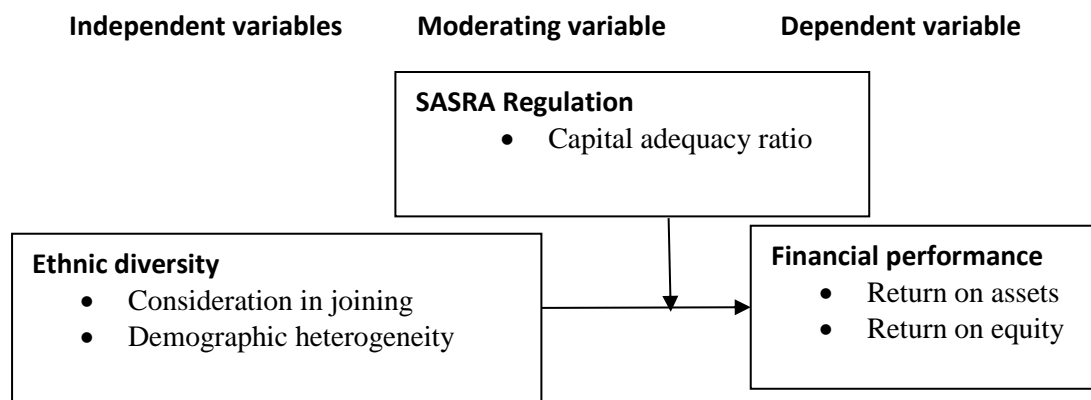 Independent variables Moderating variable Dependent variable
SASRA Regulation
• Capital adequacy ratio
Ethnic diversity
• Consideration in joining
• Demographic heterogeneity
Financial performance
• Return on assets
• Return on equity